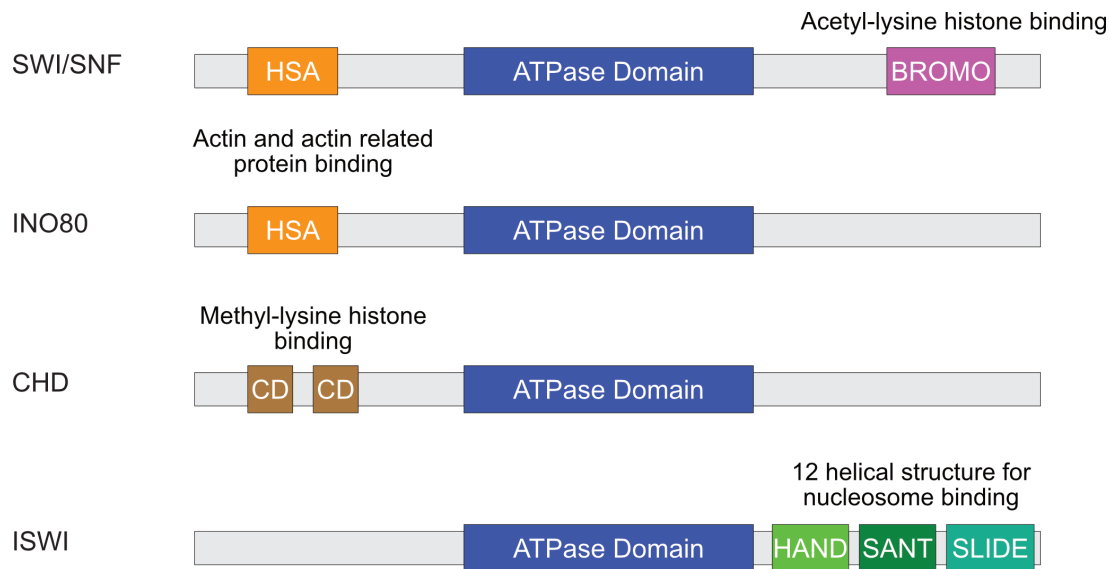 Acetyl-lysine histone binding
SWI/SNF HSA ATPase Domain BROMO
Actin and actin related
protein binding
INO80 HSA ATPase Domain
Methyl-lysine histone
binding
CHD CD CD ATPase Domain
12 helical structure for
nucleosome binding
ISWI ATPase Domain HAND SANT SLIDE